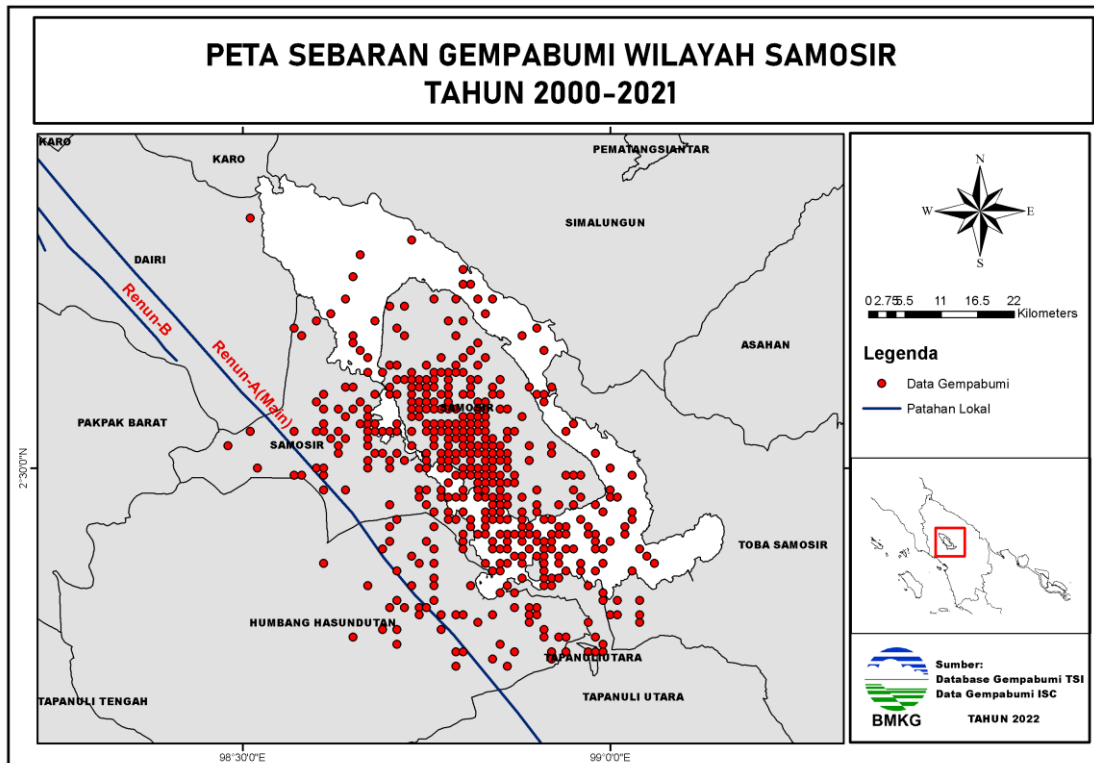 PETA SEBARAN GEMPABUMI WILAYAH SAMOSIR
TAHUN 2000-2021
KARO
KARO
PEMATANGSIANTAR
SIMALUNGUN
DAIRI
Renun-B
Renun-A(Main)
ASAHAN
SAMOSIR
PAKPAK BARAT
SAMOSIR
TOBA SAMOSIR
HUMBANG HASUNDUTAN
TAPANULIUTARA
TAPANULI UTARA
TAPANULI TENGAH
2°30'0"N
98°30'0"E
99°0'0"E
N
W
E
S
0 2.75 5.5 11 16.5 22
Kilometers
Legenda
Data Gempabumi
Patahan Lokal
BMKG
Sumber:
Database Gempabumi TSI
Data Gempabumi ISC
TAHUN 2022